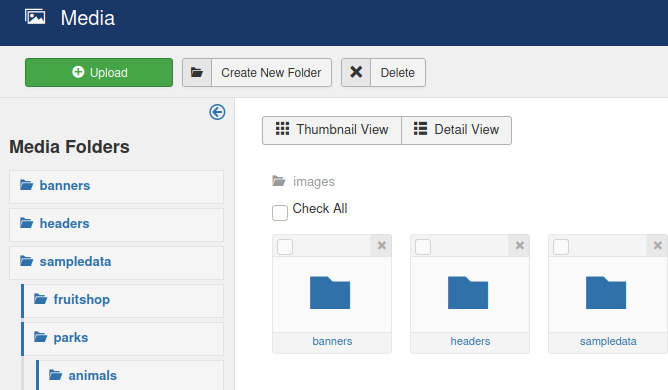 Media
Upload
Create New Folder
Delete
Media Folders
banners
headers
sampledata
fruitshop
parks
animals
Thumbnail View
Detail View
images
Check All
banners
headers
sampledata